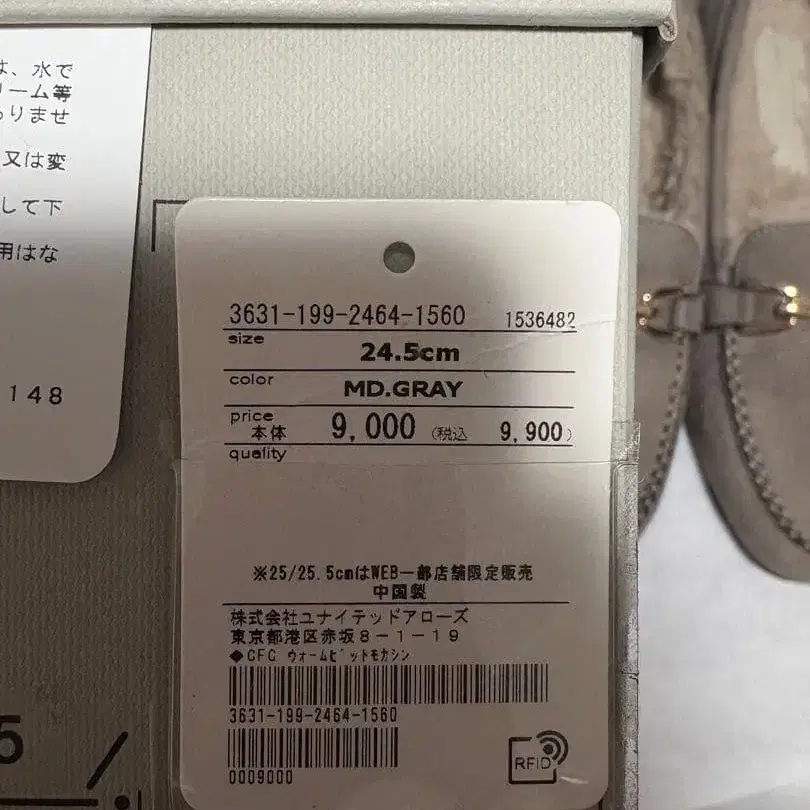 は、水で
リーム等
りませ
又は変
して下
用はな
148
3631-199-2464-1560 1536482
size
24.5cm
color
MD.GRAY
price
本体 9,000 (税込 9,900)
quality
※25/25.5cmはWEB一部店舗限定販売
中国製
株式会社ユナイテッドアローズ
東京都港区赤坂8-1-19
◆CFC ウォームビットモカシン
3631-199-2464-1560
0009000
RFID
5